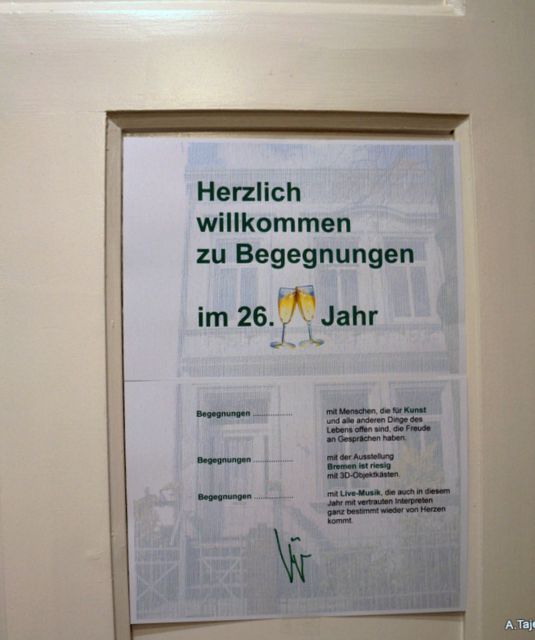 Herzlich
willkommen
zu Begegnungen
im 26. Jahr
Begegnungen ................ mit Menschen, die für Kunst
und alle anderen Dinge des
Lebens offen sind, die Freude
an Gesprächen haben.
Begegnungen ................ mit der Ausstellung
Bremen ist riesig
mit 3D-Objektkästen.
Begegnungen ................ mit Live-Musik, die auch in diesem
Jahr mit vertrauten Interpreten
ganz bestimmt wieder von Herzen
kommt.